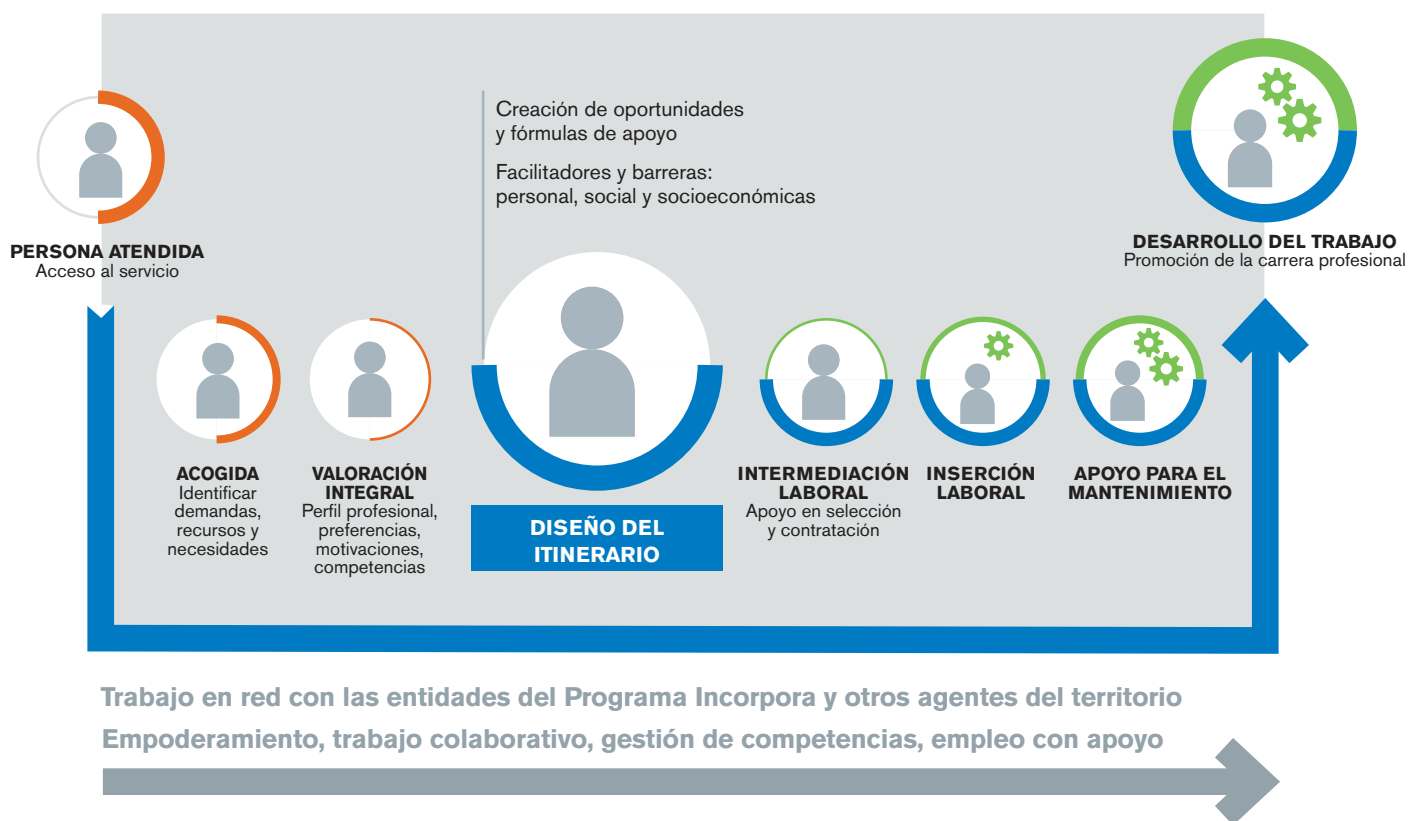 Creación de oportunidades
y fórmulas de apoyo
Facilitadores y barreras:
personal, social y socioeconómicas
PERSONA ATENDIDA
Acceso al servicio
DESARROLLO DEL TRABAJO
Promoción de la carrera profesional
ACOGIDA
Identificar
demandas,
recursos y
necesidades
VALORACIÓN
INTEGRAL
Perfil profesional,
preferencias,
motivaciones,
competencias
DISEÑO DEL
ITINERARIO
INTERMEDIACIÓN
LABORAL
Apoyo en selección
y contratación
INSERCIÓN
LABORAL
APOYO PARA EL
MANTENIMIENTO
Trabajo en red con las entidades del Programa Incorpora y otros agentes del territorio
Empoderamiento, trabajo colaborativo, gestión de competencias, empleo con apoyo